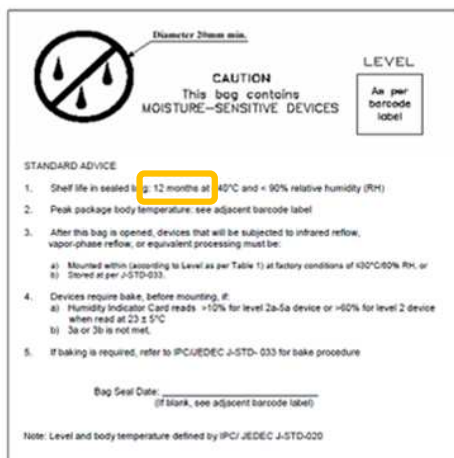 Diameter 20mm min.
LEVEL
CAUTION
This bag contains
MOISTURE-SENSITIVE DEVICES
As per
barcode
label
STANDARD ADVICE
1. Shelf life in sealed bag: 12 months at 40°C and < 90% relative humidity (RH)
2. Peak package body temperature: see adjacent barcode label
3. After this bag is opened, devices that will be subjected to infrared reflow,
vapor-phase reflow, or equivalent processing must be:
a) Mounted within (according to Level as per Table 1) at factory conditions of ≤30°C/60% RH, or
b) Stored at per J-STD-033.
4. Devices require bake, before mounting, if:
a) Humidity Indicator Card reads >10% for level 2a-5a device or >60% for level 2 device
when read at 23 ± 5°C
b) 3a or 3b is not met.
5. If baking is required, refer to IPC/JEDEC J-STD- 033 for bake procedure
Bag Seal Date:
(If blank, see adjacent barcode label)
Note: Level and body temperature defined by IPC/ JEDEC J-STD-020